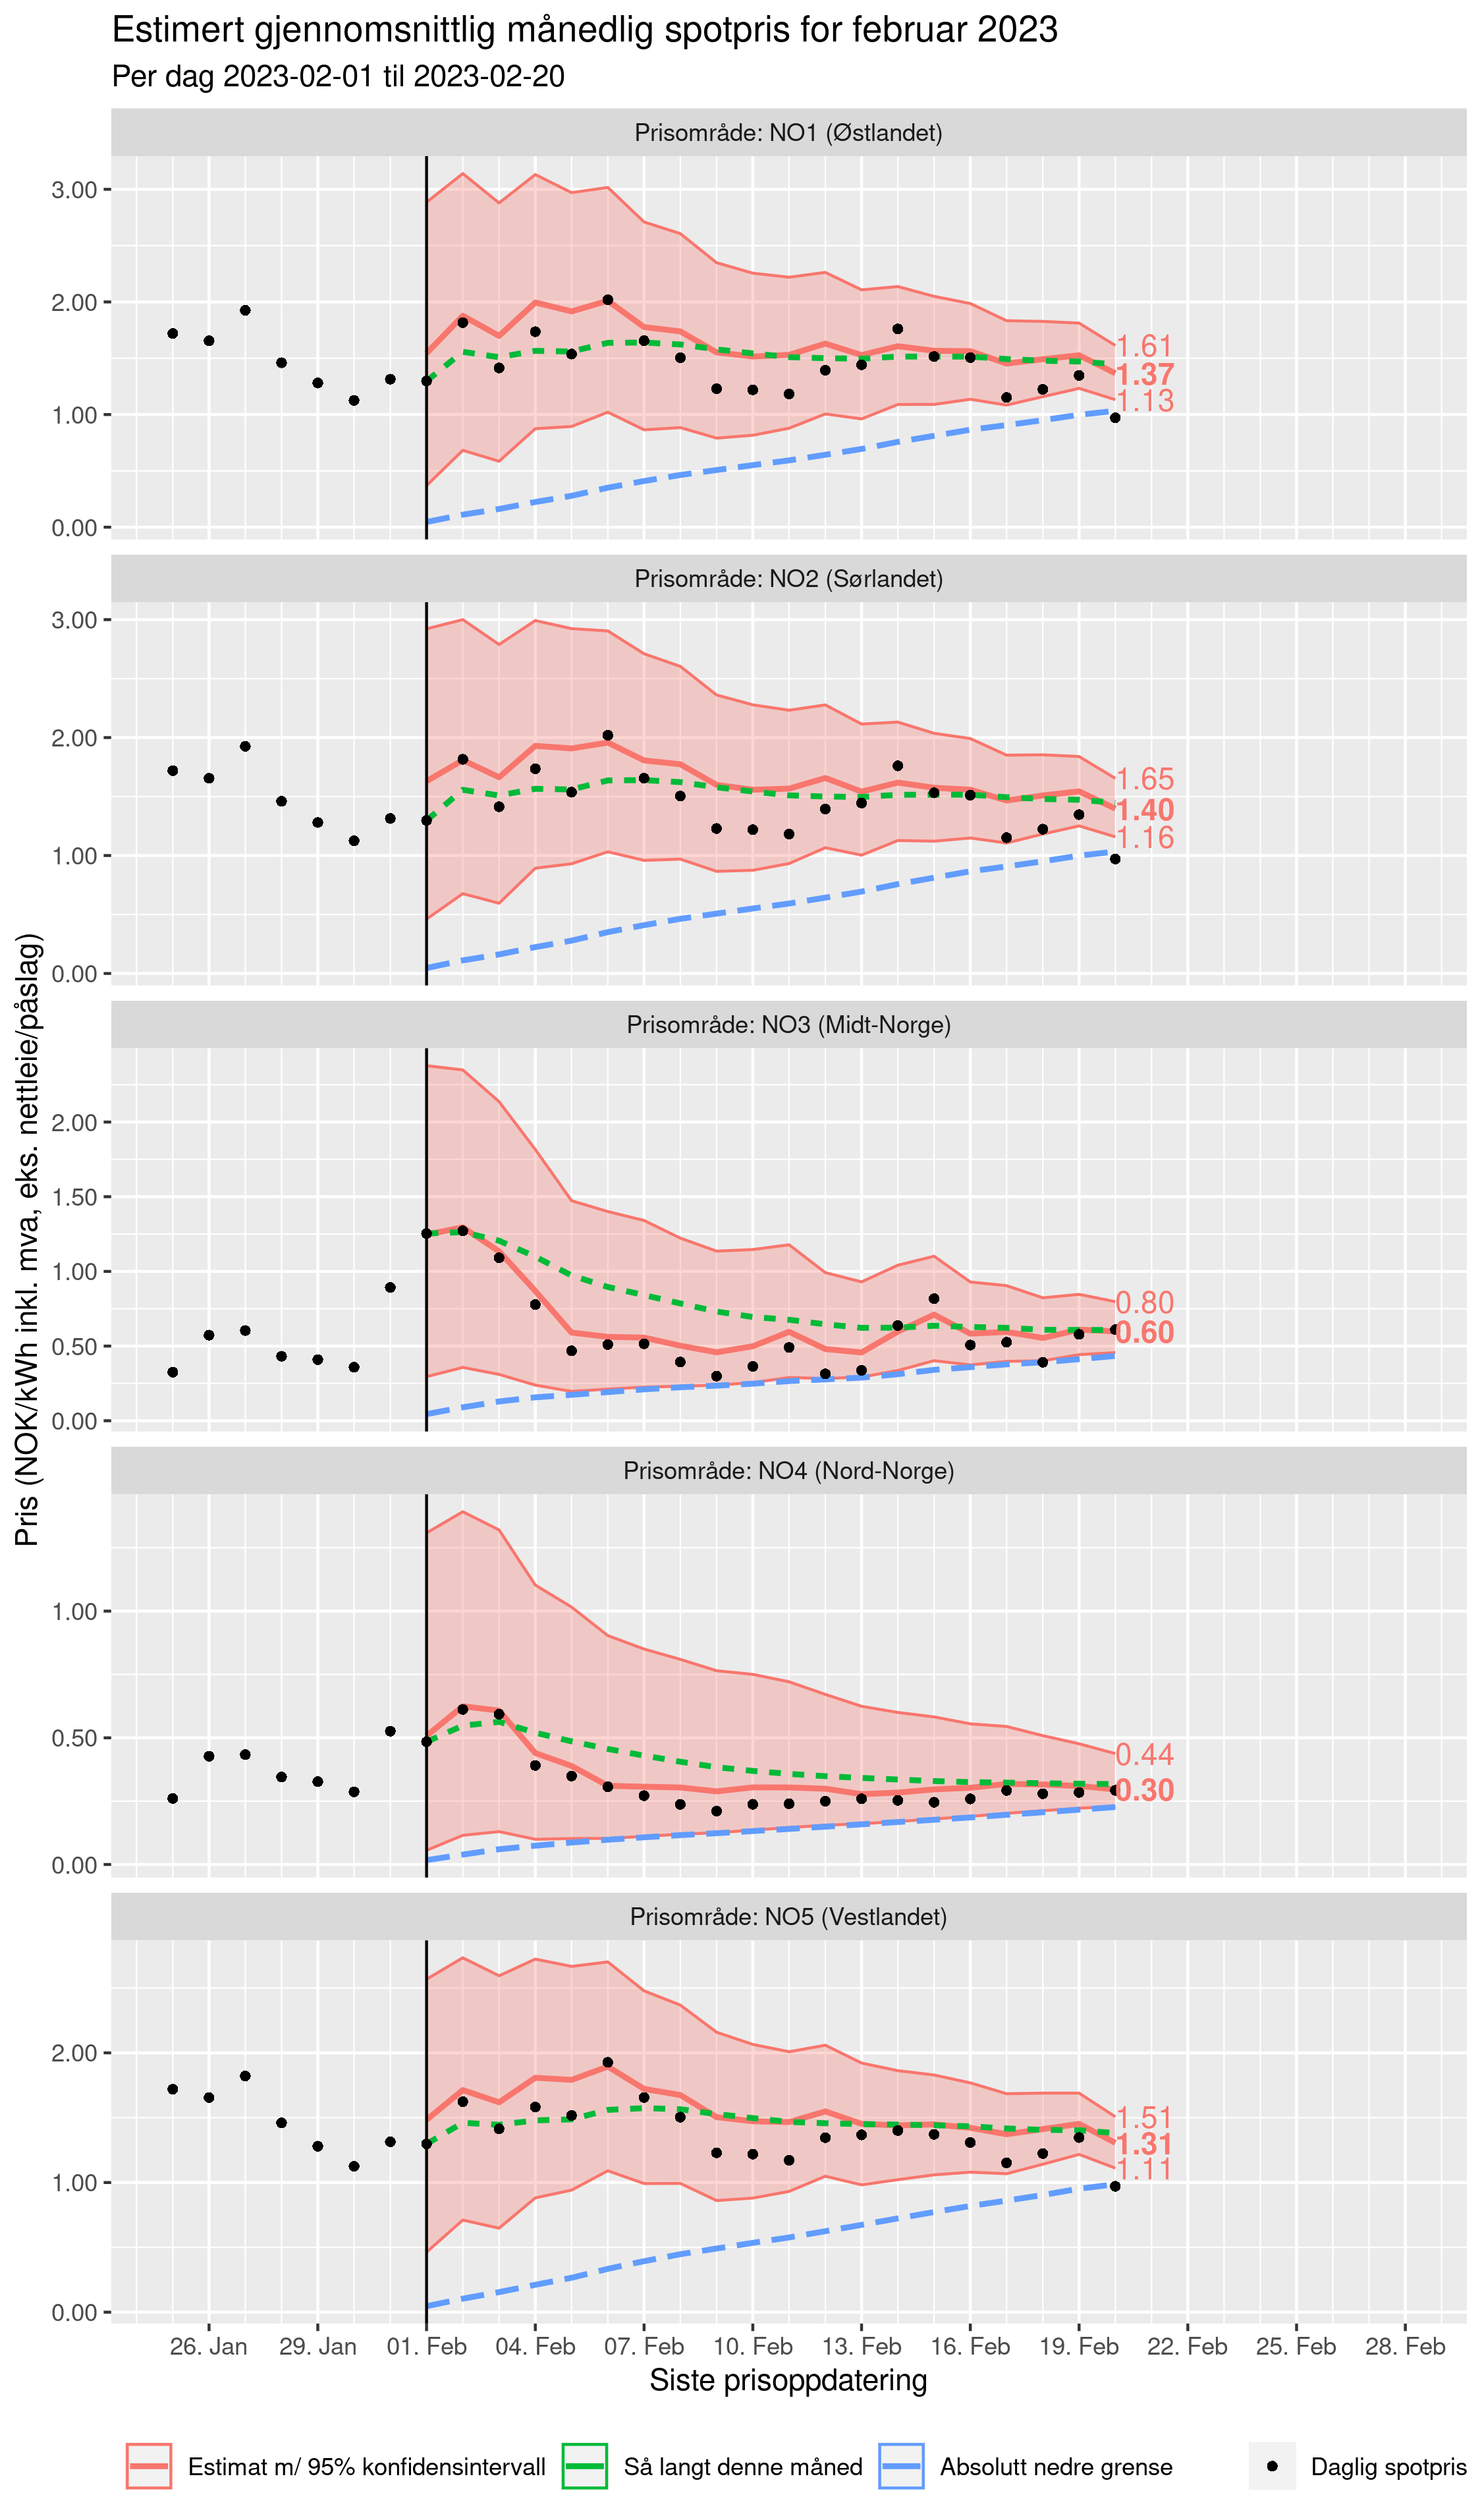 Estimert gjennomsnittlig månedlig spotpris for februar 2023
Per dag 2023-02-01 til 2023-02-20
Prisområde: NO1 (Østlandet)
3.00
2.00
1.00
0.00
1.61
1.37
1.13
Prisområde: NO2 (Sørlandet)
3.00
2.00
1.00
0.00
1.65
1.40
1.16
Prisområde: NO3 (Midt-Norge)
2.00
1.50
1.00
0.50
0.00
0.80
0.60
Prisområde: NO4 (Nord-Norge)
1.00
0.50
0.00
0.44
0.30
Prisområde: NO5 (Vestlandet)
2.00
1.00
0.00
1.51
1.31
1.11
Pris (NOK/kWh inkl. mva, eks. nettleie/påslag)
26. Jan 29. Jan 01. Feb 04. Feb 07. Feb 10. Feb 13. Feb 16. Feb 19. Feb 22. Feb 25. Feb 28. Feb
Siste prisoppdatering
Estimat m/ 95% konfidensintervall Så langt denne måned Absolutt nedre grense Daglig spotpris